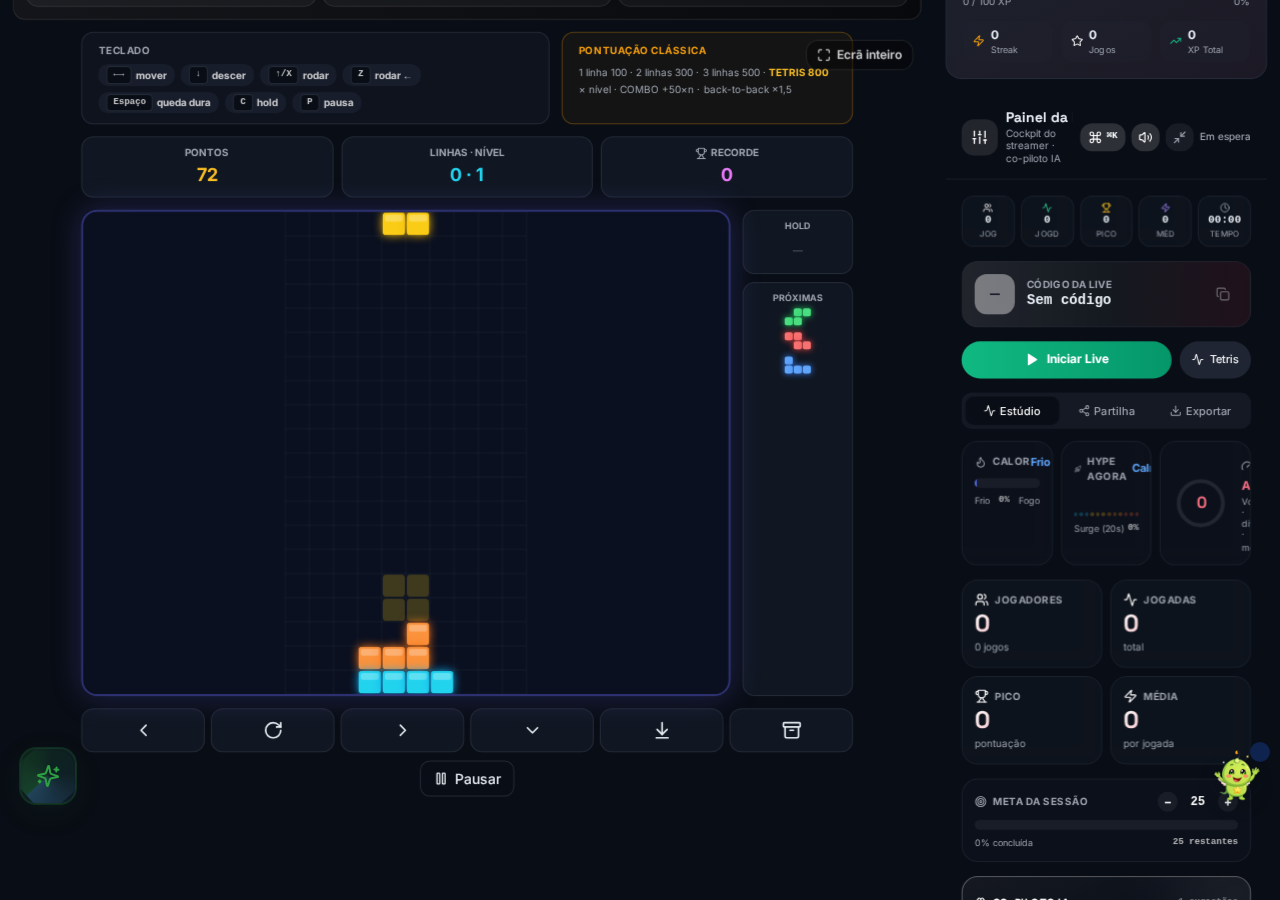 0 / 100 XP
0%
0
Streak
0
Jogos
0
XP Total
TECLADO
←→ mover
↓ descer
↑/X rodar
Z rodar ←
Espaço queda dura
C hold
P pausa
PONTUAÇÃO CLÁSSICA
1 linha 100 · 2 linhas 300 · 3 linhas 500 · TETRIS 800
× nível · COMBO +50×n · back-to-back ×1,5
Ecrã inteiro
PONTOS
72
LINHAS · NÍVEL
0 · 1
RECORDE
0
HOLD
—
PRÓXIMAS
Pausar
Painel da
Cockpit do
streamer ·
co-piloto IA
⌘K
Em espera
0
JOG
0
JOGD
0
PICO
0
MÉD
00:00
TEMPO
—
CÓDIGO DA LIVE
Sem código
Iniciar Live
Tetris
Estúdio
Partilha
Exportar
CALOR
Frio
Frio
0%
Fogo
HYPE
AGORA
Surge (20s)
0%
0
JOGADORES
0
0 jogos
JOGADAS
0
total
PICO
0
pontuação
MÉDIA
0
por jogada
META DA SESSÃO
–
25
+
0% concluída
25 restantes